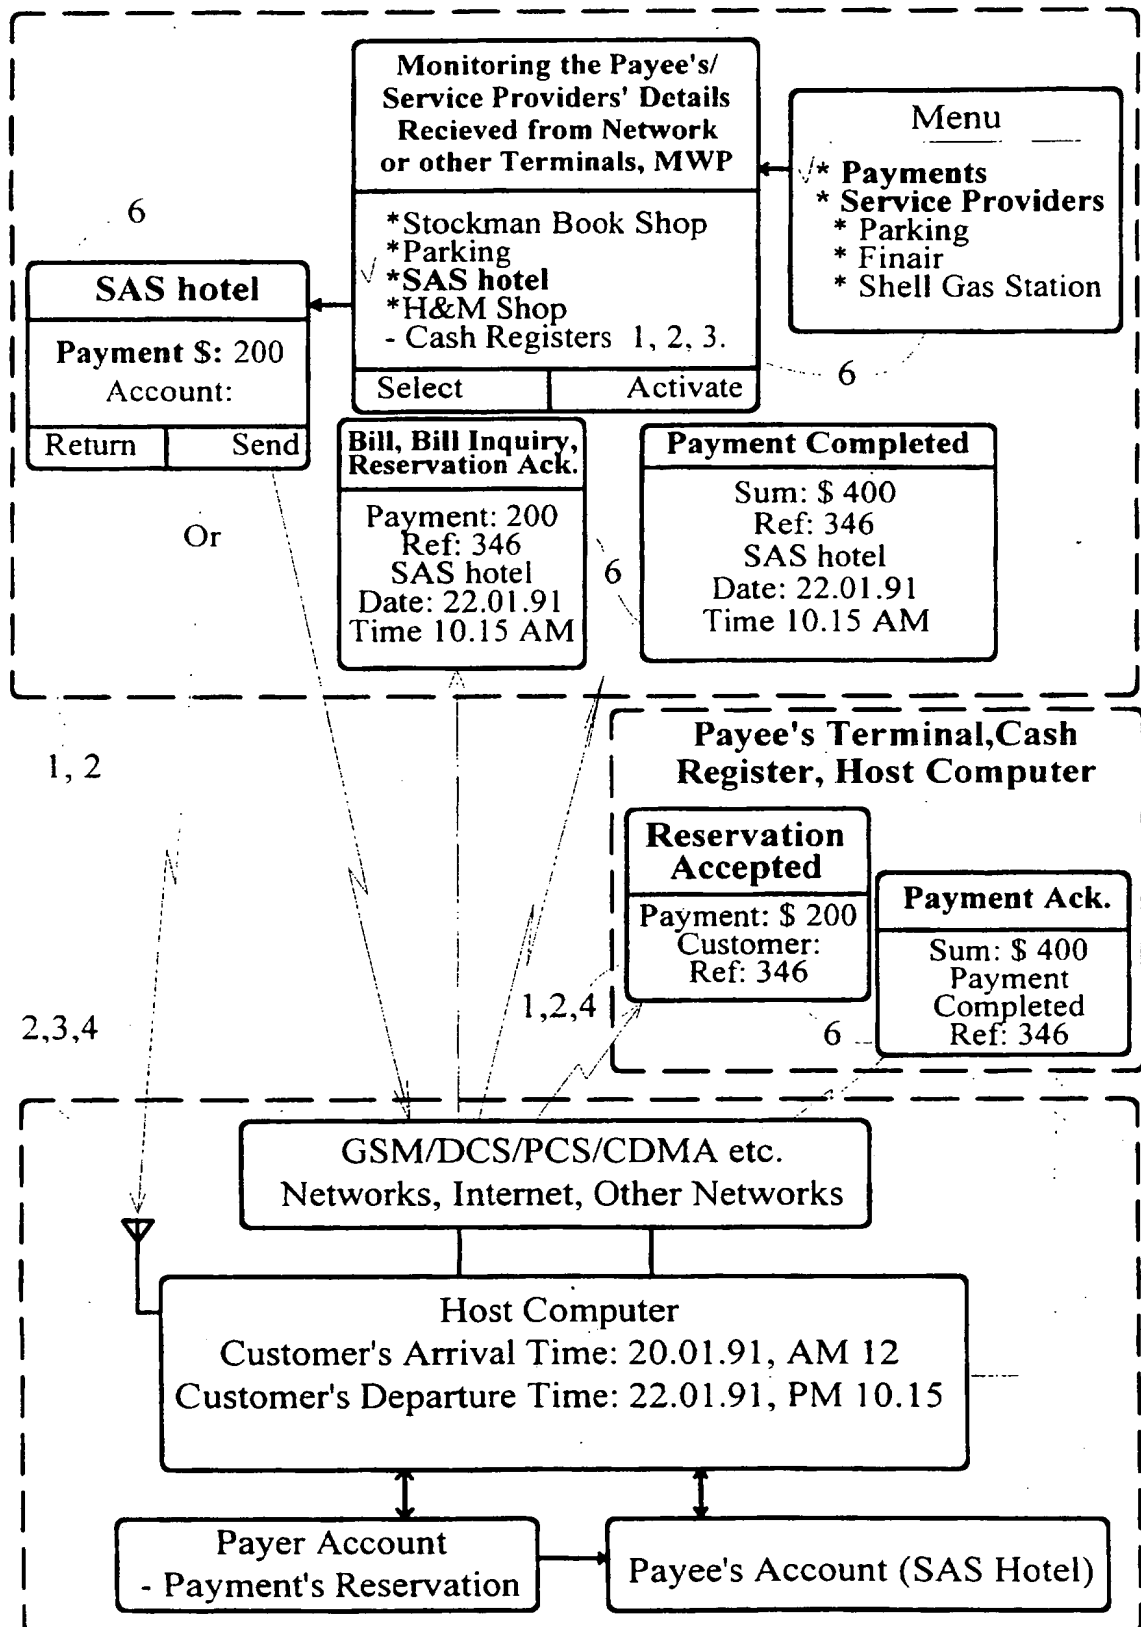 Monitoring the Payee's/
Service Providers' Details
Recieved from Network
or other Terminals, MWP
*Stockman Book Shop
*Parking
*SAS hotel
*H&M Shop
- Cash Registers 1, 2, 3.
Select Activate
Menu
* Payments
* Service Providers
* Parking
* Finair
* Shell Gas Station
6
6
SAS hotel
Payment $: 200
Account:
Return Send
Or
Bill, Bill Inquiry,
Reservation Ack.
Payment: 200
Ref: 346
SAS hotel
Date: 22.01.91
Time 10.15 AM
6
Payment Completed
Sum: $ 400
Ref: 346
SAS hotel
Date: 22.01.91
Time 10.15 AM
1, 2
Payee's Terminal,Cash
Register, Host Computer
Reservation
Accepted
Payment: $ 200
Customer:
Ref: 346
Payment Ack.
Sum: $ 400
Payment
Completed
Ref: 346
1,2,4
6
2,3,4
GSM/DCS/PCS/CDMA etc.
Networks, Internet, Other Networks
Host Computer
Customer's Arrival Time: 20.01.91, AM 12
Customer's Departure Time: 22.01.91, PM 10.15
Payer Account
- Payment's Reservation
Payee's Account (SAS Hotel)